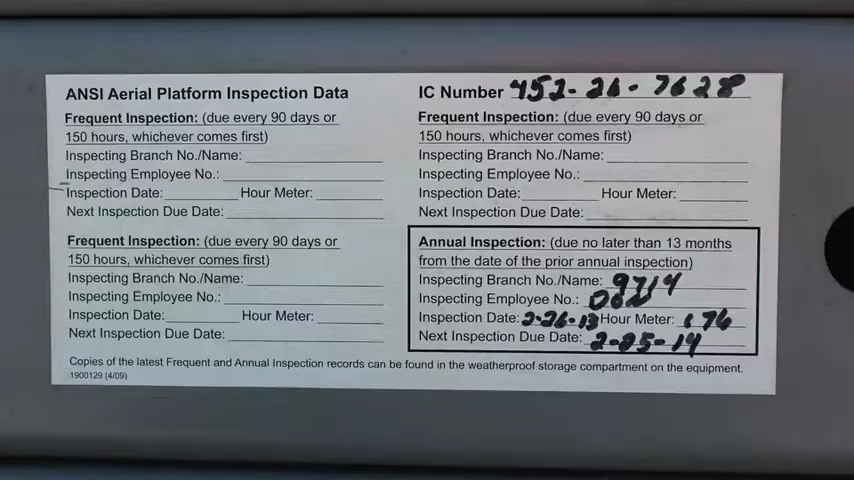 ANSI Aerial Platform Inspection Data
Frequent Inspection: (due every 90 days or
150 hours, whichever comes first)
Inspecting Branch No./Name:
Inspecting Employee No.:
Inspection Date: Hour Meter:
Next Inspection Due Date:
IC Number 452-26-7628
Frequent Inspection: (due every 90 days or
150 hours, whichever comes first)
Inspecting Branch No./Name:
Inspecting Employee No.:
Inspection Date: Hour Meter:
Next Inspection Due Date:
Frequent Inspection: (due every 90 days or
150 hours, whichever comes first)
Inspecting Branch No./Name:
Inspecting Employee No.:
Inspection Date: Hour Meter:
Next Inspection Due Date:
Annual Inspection: (due no later than 13 months
from the date of the prior annual inspection)
Inspecting Branch No./Name: 9714
Inspecting Employee No.: DON
Inspection Date: 2-26-13 Hour Meter: 176
Next Inspection Due Date: 2-25-14
Copies of the latest Frequent and Annual Inspection records can be found in the weatherproof storage compartment on the equipment.
1900129 (4/09)